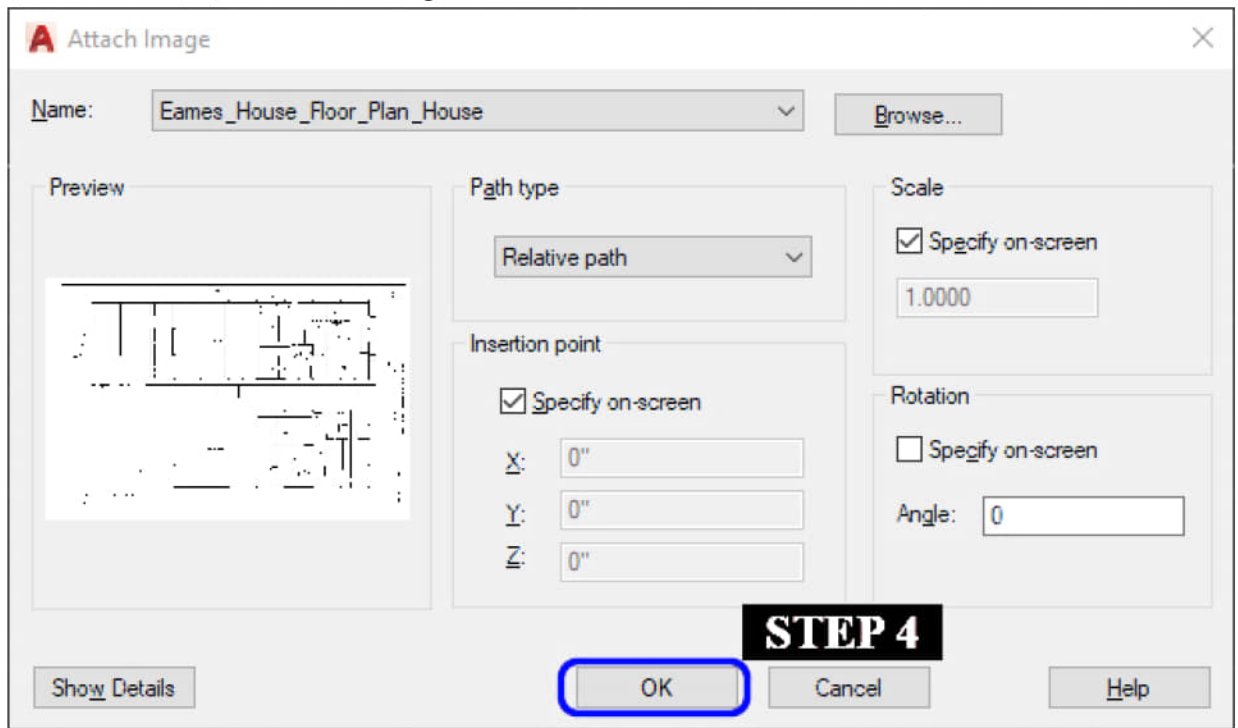 Attach Image
Name: Eames_House_Floor_Plan_House Browse...
Preview
Path type
Relative path
Insertion point
Specify on-screen
X: 0"
Y: 0"
Z: 0"
Scale
Specify on-screen
1.0000
Rotation
Specify on-screen
Angle: 0
STEP 4
Show Details OK Cancel Help